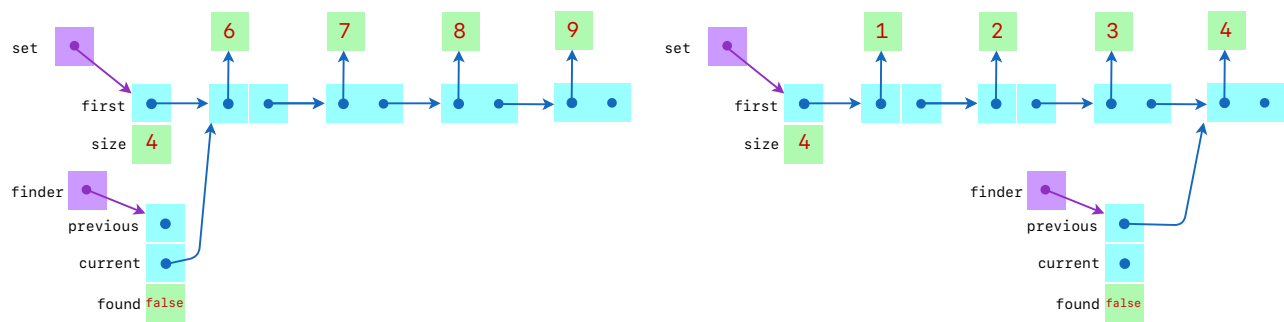 6 7 8 9
set
first
size 4
finder
previous
current
found false
1 2 3 4
set
first
size 4
finder
previous
current
found false